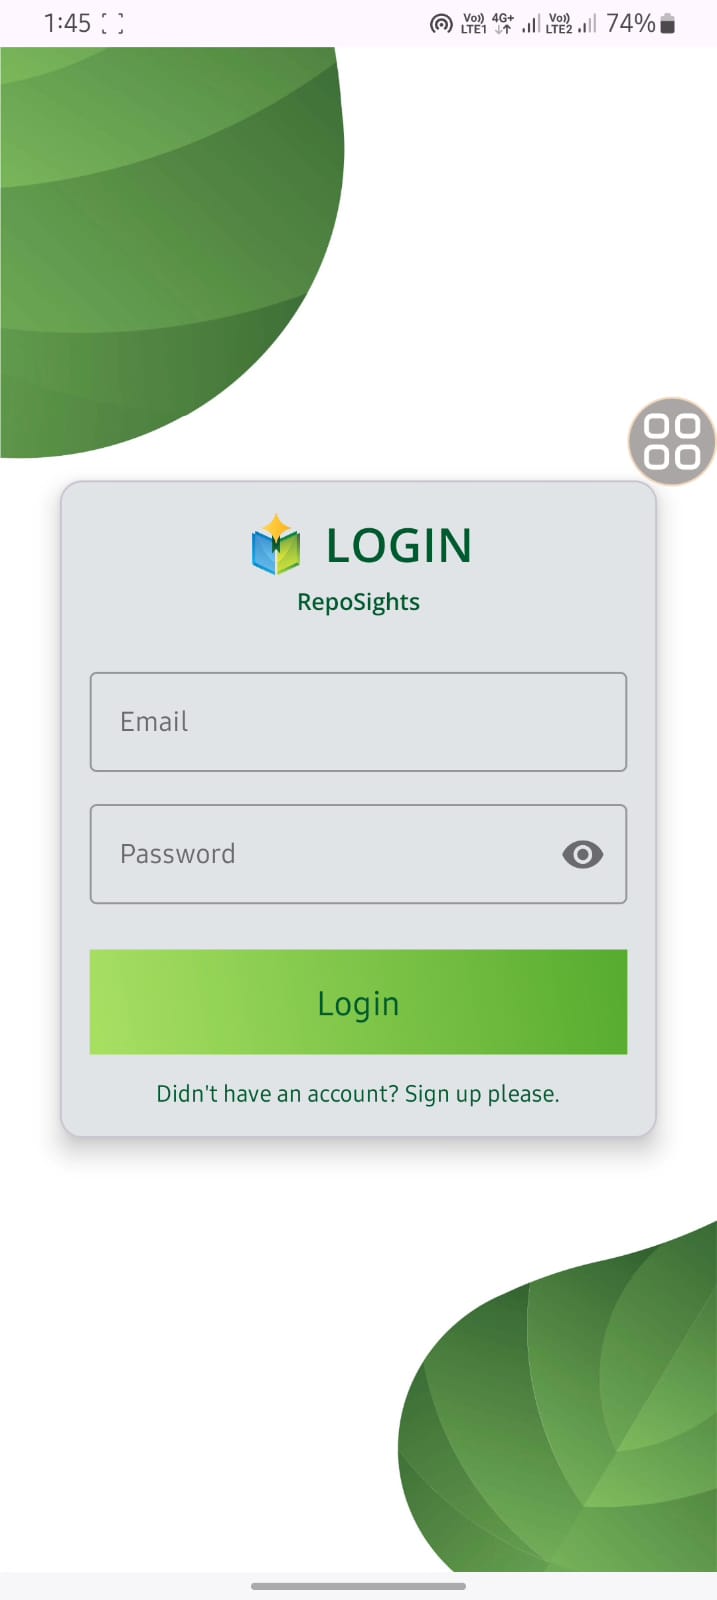 1:45 Vo)) LTE1 4G+ Vo)) LTE2 74%
LOGIN
RepoSights
Email
Password
Login
Didn't have an account? Sign up please.